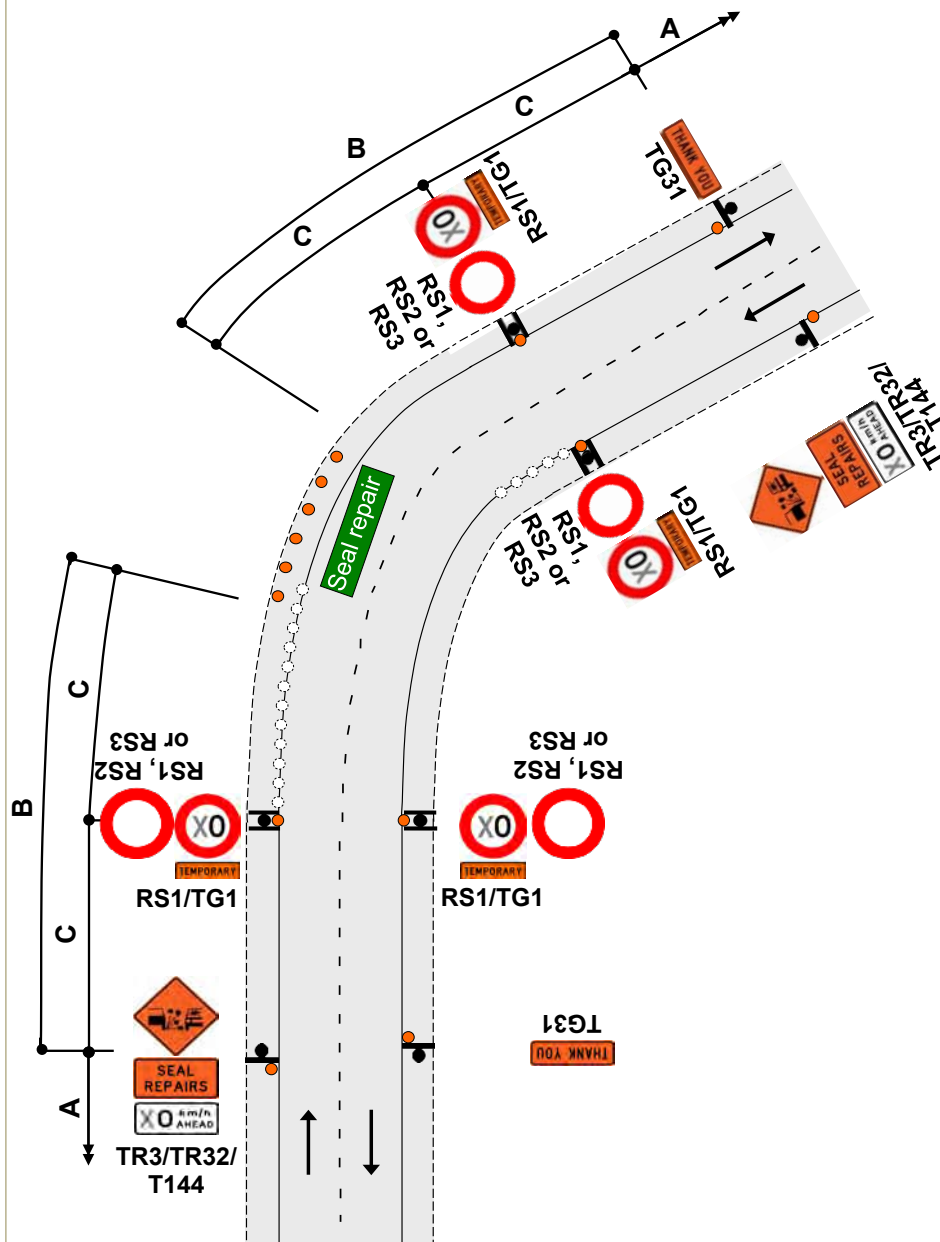 A
C
B
C
THANK YOU
TG31
TEMPORARY
RS1/TG1
X0
RS1,
RS2 or
RS3
TR3/TR32/
T144
X0 km/h
AHEAD
SEAL
REPAIRS
Seal repair
RS1,
RS2 or
RS3
X0
TEMPORARY
RS1/TG1
C
B
C
A
RS1, RS2
or RS3
X0
TEMPORARY
RS1/TG1
RS1, RS2
or RS3
X0
TEMPORARY
RS1/TG1
SEAL
REPAIRS
X0 km/h
AHEAD
TR3/TR32/
T144
TG31
THANK YOU